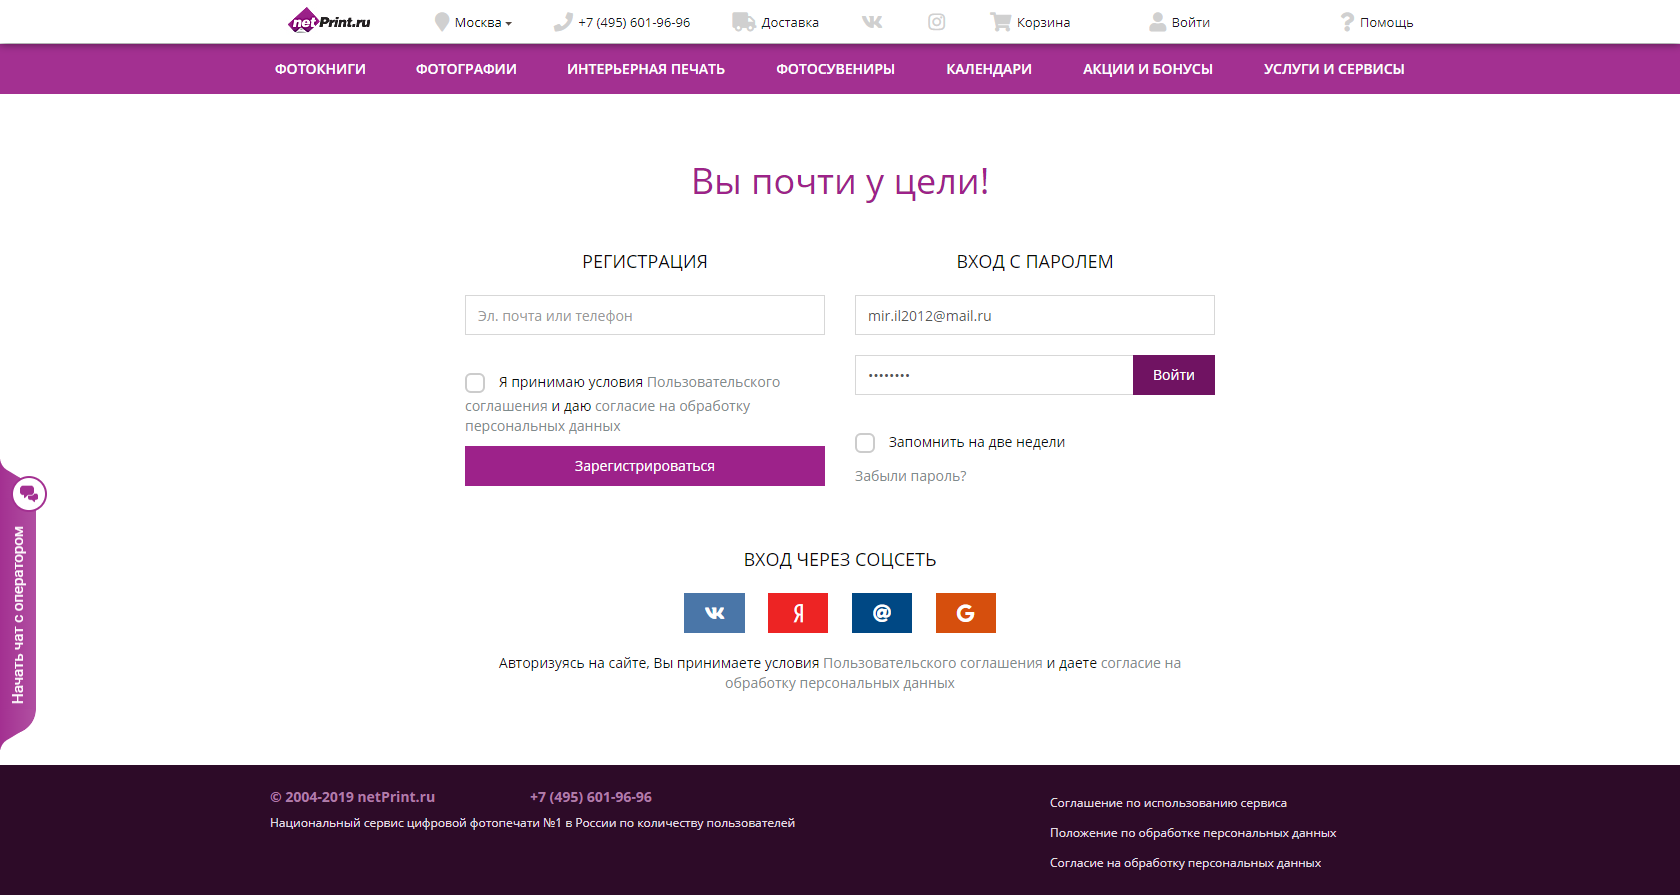 netPrint.ru
Москва
+7 (495) 601-96-96
Доставка
Корзина
Войти
Помощь
ФОТОКНИГИ
ФОТОГРАФИИ
ИНТЕРЬЕРНАЯ ПЕЧАТЬ
ФОТОСУВЕНИРЫ
КАЛЕНДАРИ
АКЦИИ И БОНУСЫ
УСЛУГИ И СЕРВИСЫ
Вы почти у цели!
РЕГИСТРАЦИЯ
Эл. почта или телефон
Я принимаю условия Пользовательского
соглашения и даю согласие на обработку
персональных данных
Зарегистрироваться
ВХОД С ПАРОЛЕМ
mir.il2012@mail.ru
••••••••
Войти
Запомнить на две недели
Забыли пароль?
ВХОД ЧЕРЕЗ СОЦСЕТЬ
Я
@
G
Авторизуясь на сайте, Вы принимаете условия Пользовательского соглашения и даете согласие на
обработку персональных данных
Начать чат с оператором
© 2004-2019 netPrint.ru
+7 (495) 601-96-96
Национальный сервис цифровой фотопечати №1 в России по количеству пользователей
Соглашение по использованию сервиса
Положение по обработке персональных данных
Согласие на обработку персональных данных